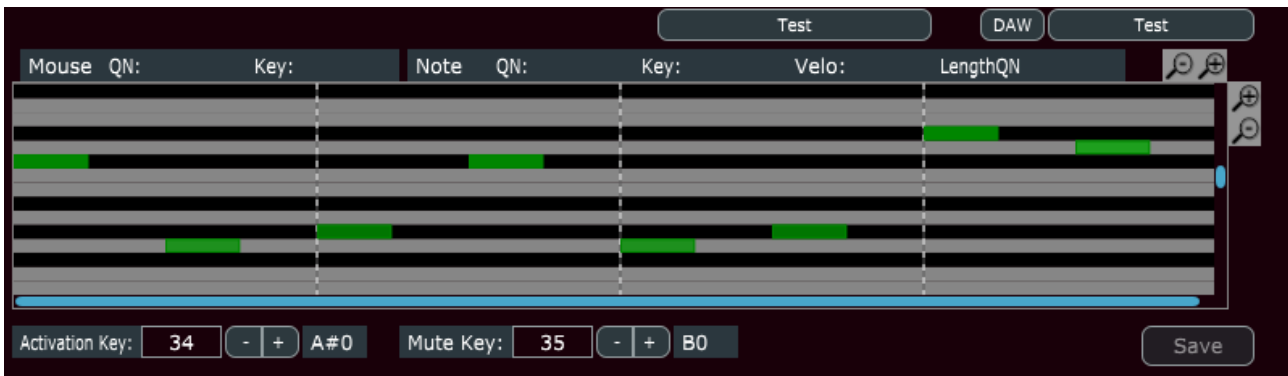 Test DAW Test
Mouse QN: Key: Note QN: Key: Velo: LengthQN
Activation Key: 34 - + A#0 Mute Key: 35 - + B0 Save